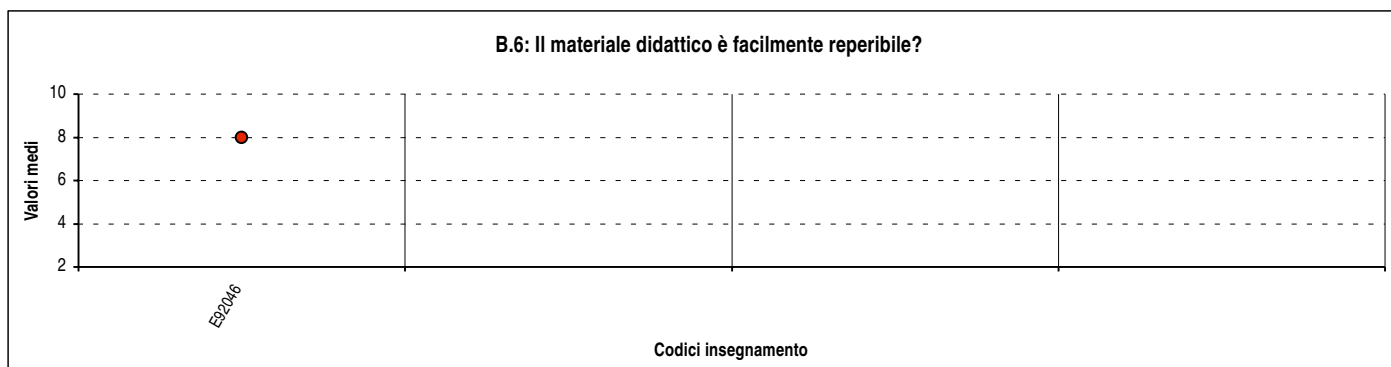 B.6: Il materiale didattico è facilmente reperibile?
10
8
6
4
2
Valori medi
E92046
Codici insegnamento